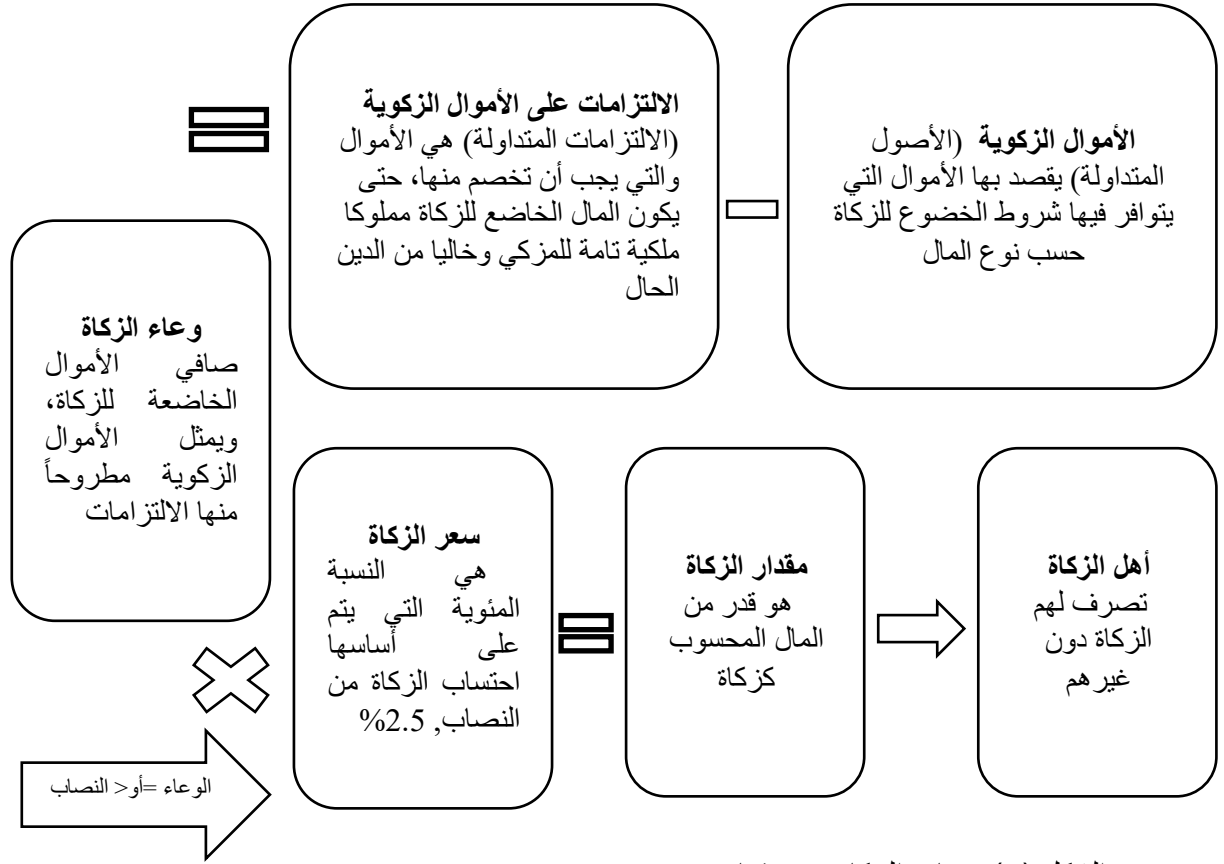 الأموال الزكوية (الأصول
المتداولة) يقصد بها الأموال التي
يتوافر فيها شروط الخضوع للزكاة
حسب نوع المال
الالتزامات على الأموال الزكوية
(الالتزامات المتداولة) هي الأموال
والتي يجب أن تخصم منها، حتى
يكون المال الخاضع للزكاة مملوكا
ملكية تامة للمزكي وخاليا من الدين
الحال
وعاء الزكاة
صافي الأموال
الخاضعة للزكاة،
ويمثل الأموال
الزكوية مطروحاً
منها الالتزامات
الوعاء =أو< النصاب
سعر الزكاة
هي النسبة
المئوية التي يتم
على أساسها
احتساب الزكاة من
النصاب, 2.5%
مقدار الزكاة
هو قدر من
المال المحسوب
كزكاة
أهل الزكاة
تصرف لهم
الزكاة دون
غيرهم